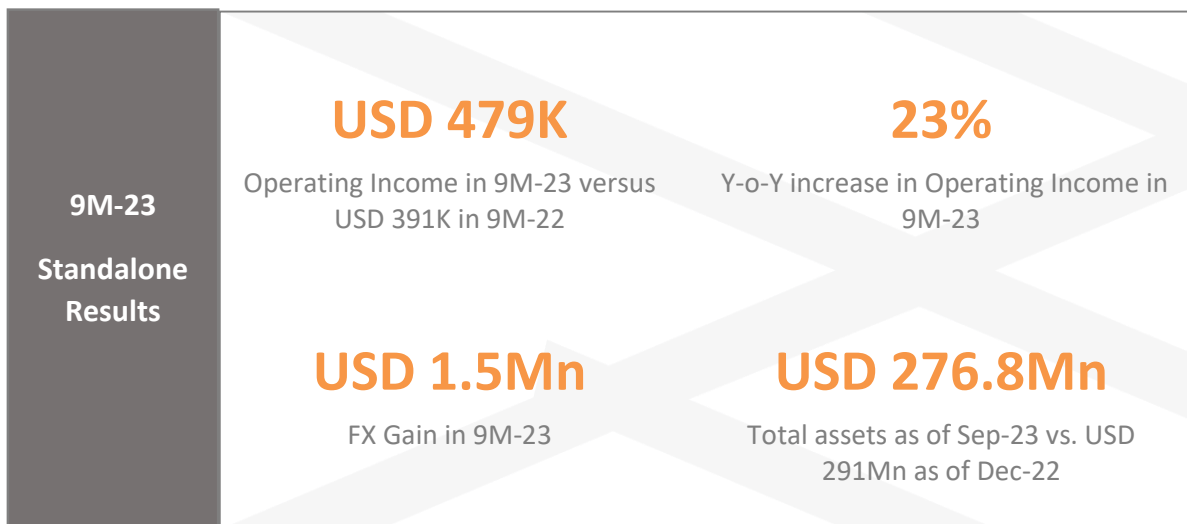 9M-23
Standalone
Results
USD 479K
Operating Income in 9M-23 versus
USD 391K in 9M-22
23%
Y-o-Y increase in Operating Income in
9M-23
USD 1.5Mn
FX Gain in 9M-23
USD 276.8Mn
Total assets as of Sep-23 vs. USD
291Mn as of Dec-22